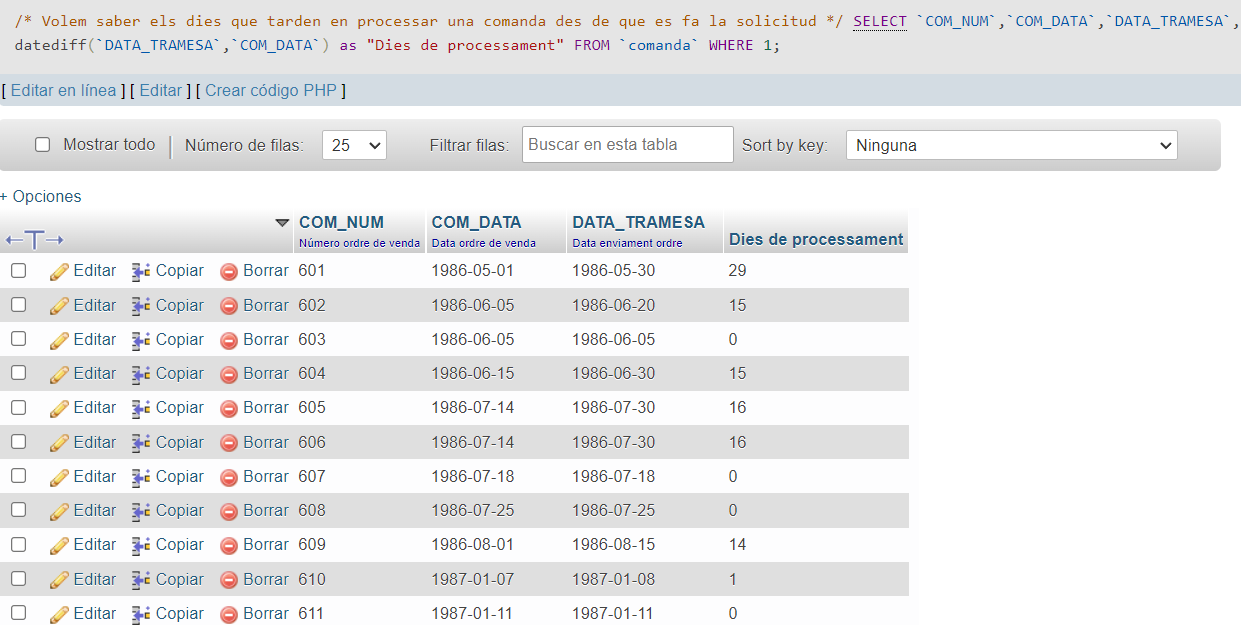 /* Volem saber els dies que tarden en processar una comanda des de que es fa la solicitud */ SELECT `COM_NUM`,`COM_DATA`,`DATA_TRAMESA`,
datediff(`DATA_TRAMESA`,`COM_DATA`) as "Dies de processament" FROM `comanda` WHERE 1;
[ Editar en línea ] [ Editar ] [ Crear código PHP ]
Mostrar todo Número de filas: 25 Filtrar filas: Buscar en esta tabla Sort by key: Ninguna
+ Opciones
←T→ COM_NUM COM_DATA DATA_TRAMESA Dies de processament
Número ordre de venda Data ordre de venda Data enviament ordre
Editar Copiar Borrar 601 1986-05-01 1986-05-30 29
Editar Copiar Borrar 602 1986-06-05 1986-06-20 15
Editar Copiar Borrar 603 1986-06-05 1986-06-05 0
Editar Copiar Borrar 604 1986-06-15 1986-06-30 15
Editar Copiar Borrar 605 1986-07-14 1986-07-30 16
Editar Copiar Borrar 606 1986-07-14 1986-07-30 16
Editar Copiar Borrar 607 1986-07-18 1986-07-18 0
Editar Copiar Borrar 608 1986-07-25 1986-07-25 0
Editar Copiar Borrar 609 1986-08-01 1986-08-15 14
Editar Copiar Borrar 610 1987-01-07 1987-01-08 1
Editar Copiar Borrar 611 1987-01-11 1987-01-11 0